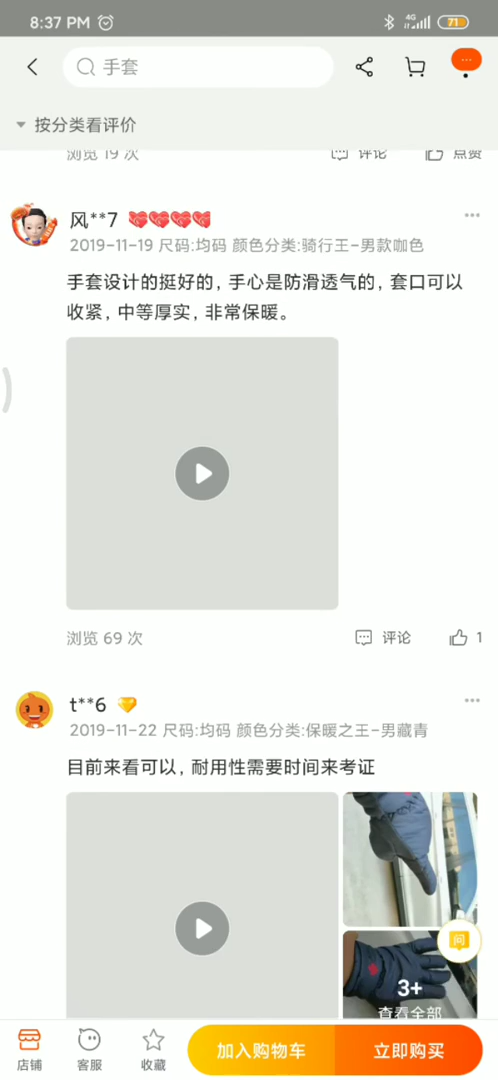 8:37 PM
4G
71
手套
按分类看评价
浏览 19 次
评论
点赞
风**7
2019-11-19 尺码:均码 颜色分类:骑行王-男款咖色
手套设计的挺好的, 手心是防滑透气的, 套口可以
收紧, 中等厚实, 非常保暖。
浏览 69 次
评论
1
t**6
2019-11-22 尺码:均码 颜色分类:保暖之王-男藏青
目前来看可以, 耐用性需要时间来考证
问
3+
查看全部
店铺
客服
收藏
加入购物车
立即购买